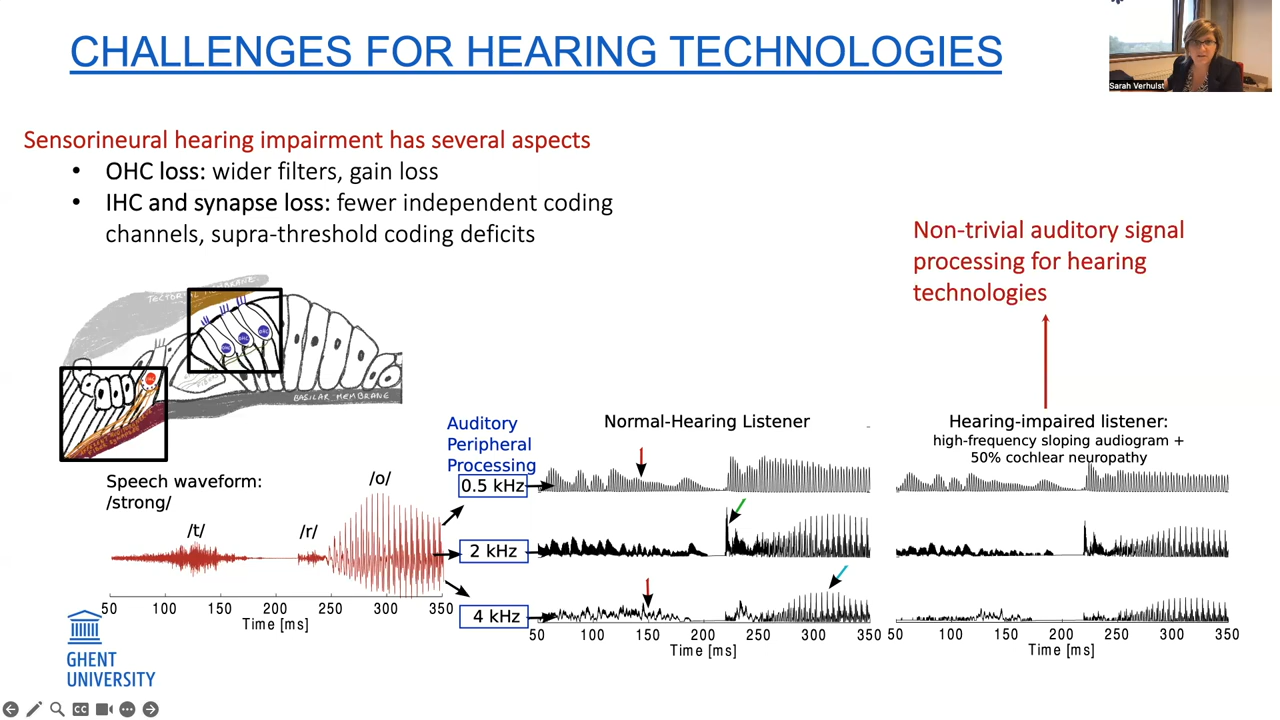 CHALLENGES FOR HEARING TECHNOLOGIES
Sarah Verhulst
Sensorineural hearing impairment has several aspects
• OHC loss: wider filters, gain loss
• IHC and synapse loss: fewer independent coding
channels, supra-threshold coding deficits
Non-trivial auditory signal
processing for hearing
technologies
TECTORIAL MEMBRANE
OHC OHC OHC
BASILAR MEMBRANE
Auditory
Peripheral
Processing
Normal-Hearing Listener
Hearing-impaired listener:
high-frequency sloping audiogram +
50% cochlear neuropathy
Speech waveform:
/strong/
/t/
/r/
/o/
0.5 kHz
2 kHz
4 kHz
50 100 150 200 250 300 350
Time [ms]
50 100 150 200 250 300 350
Time [ms]
50 100 150 200 250 300 350
Time [ms]
GHENT
UNIVERSITY
CC